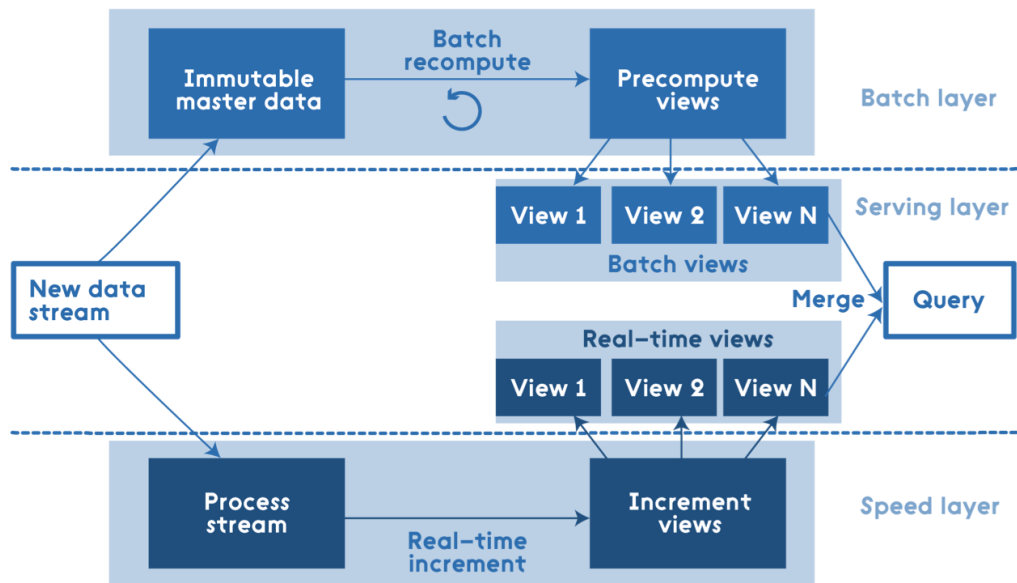 Batch
recompute
Immutable
master data
Precompute
views
Batch layer
View 1
View 2
View N
Serving layer
Batch views
New data
stream
Merge
Query
Real-time views
View 1
View 2
View N
Process
stream
Increment
views
Speed layer
Real-time
increment